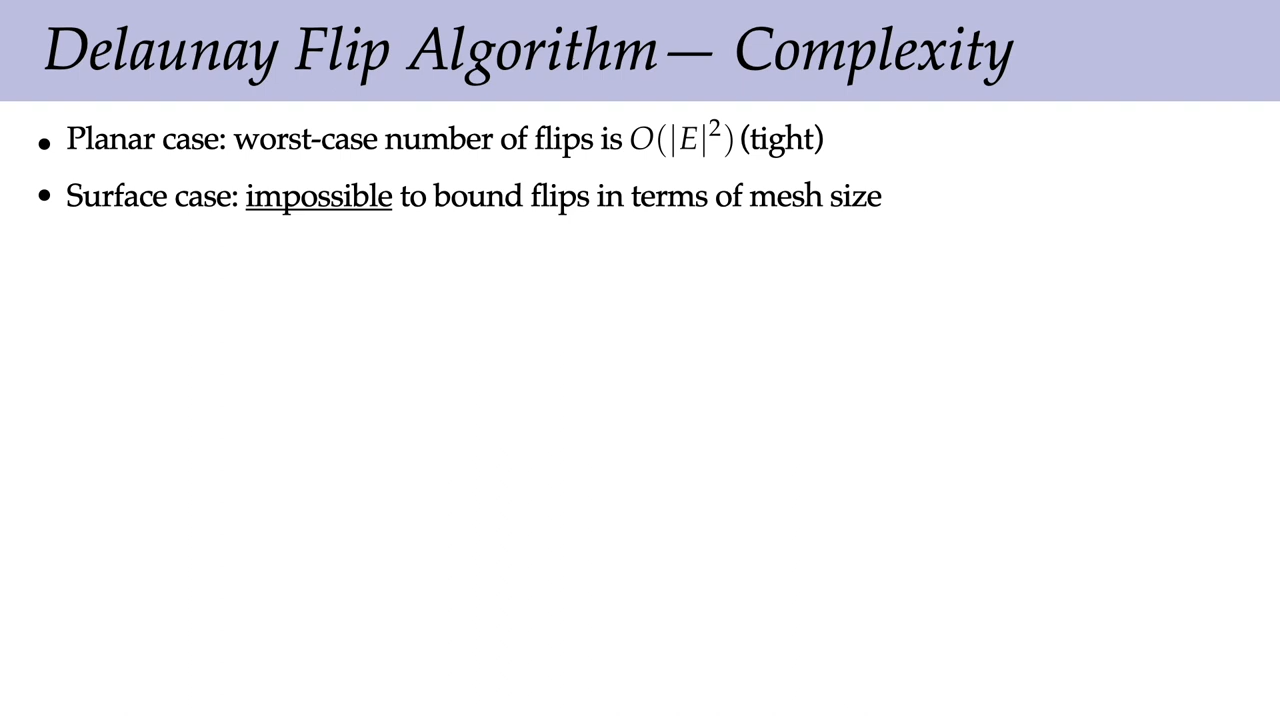 Delaunay Flip Algorithm— Complexity
• Planar case: worst-case number of flips is O(|E|²) (tight)
• Surface case: impossible to bound flips in terms of mesh size